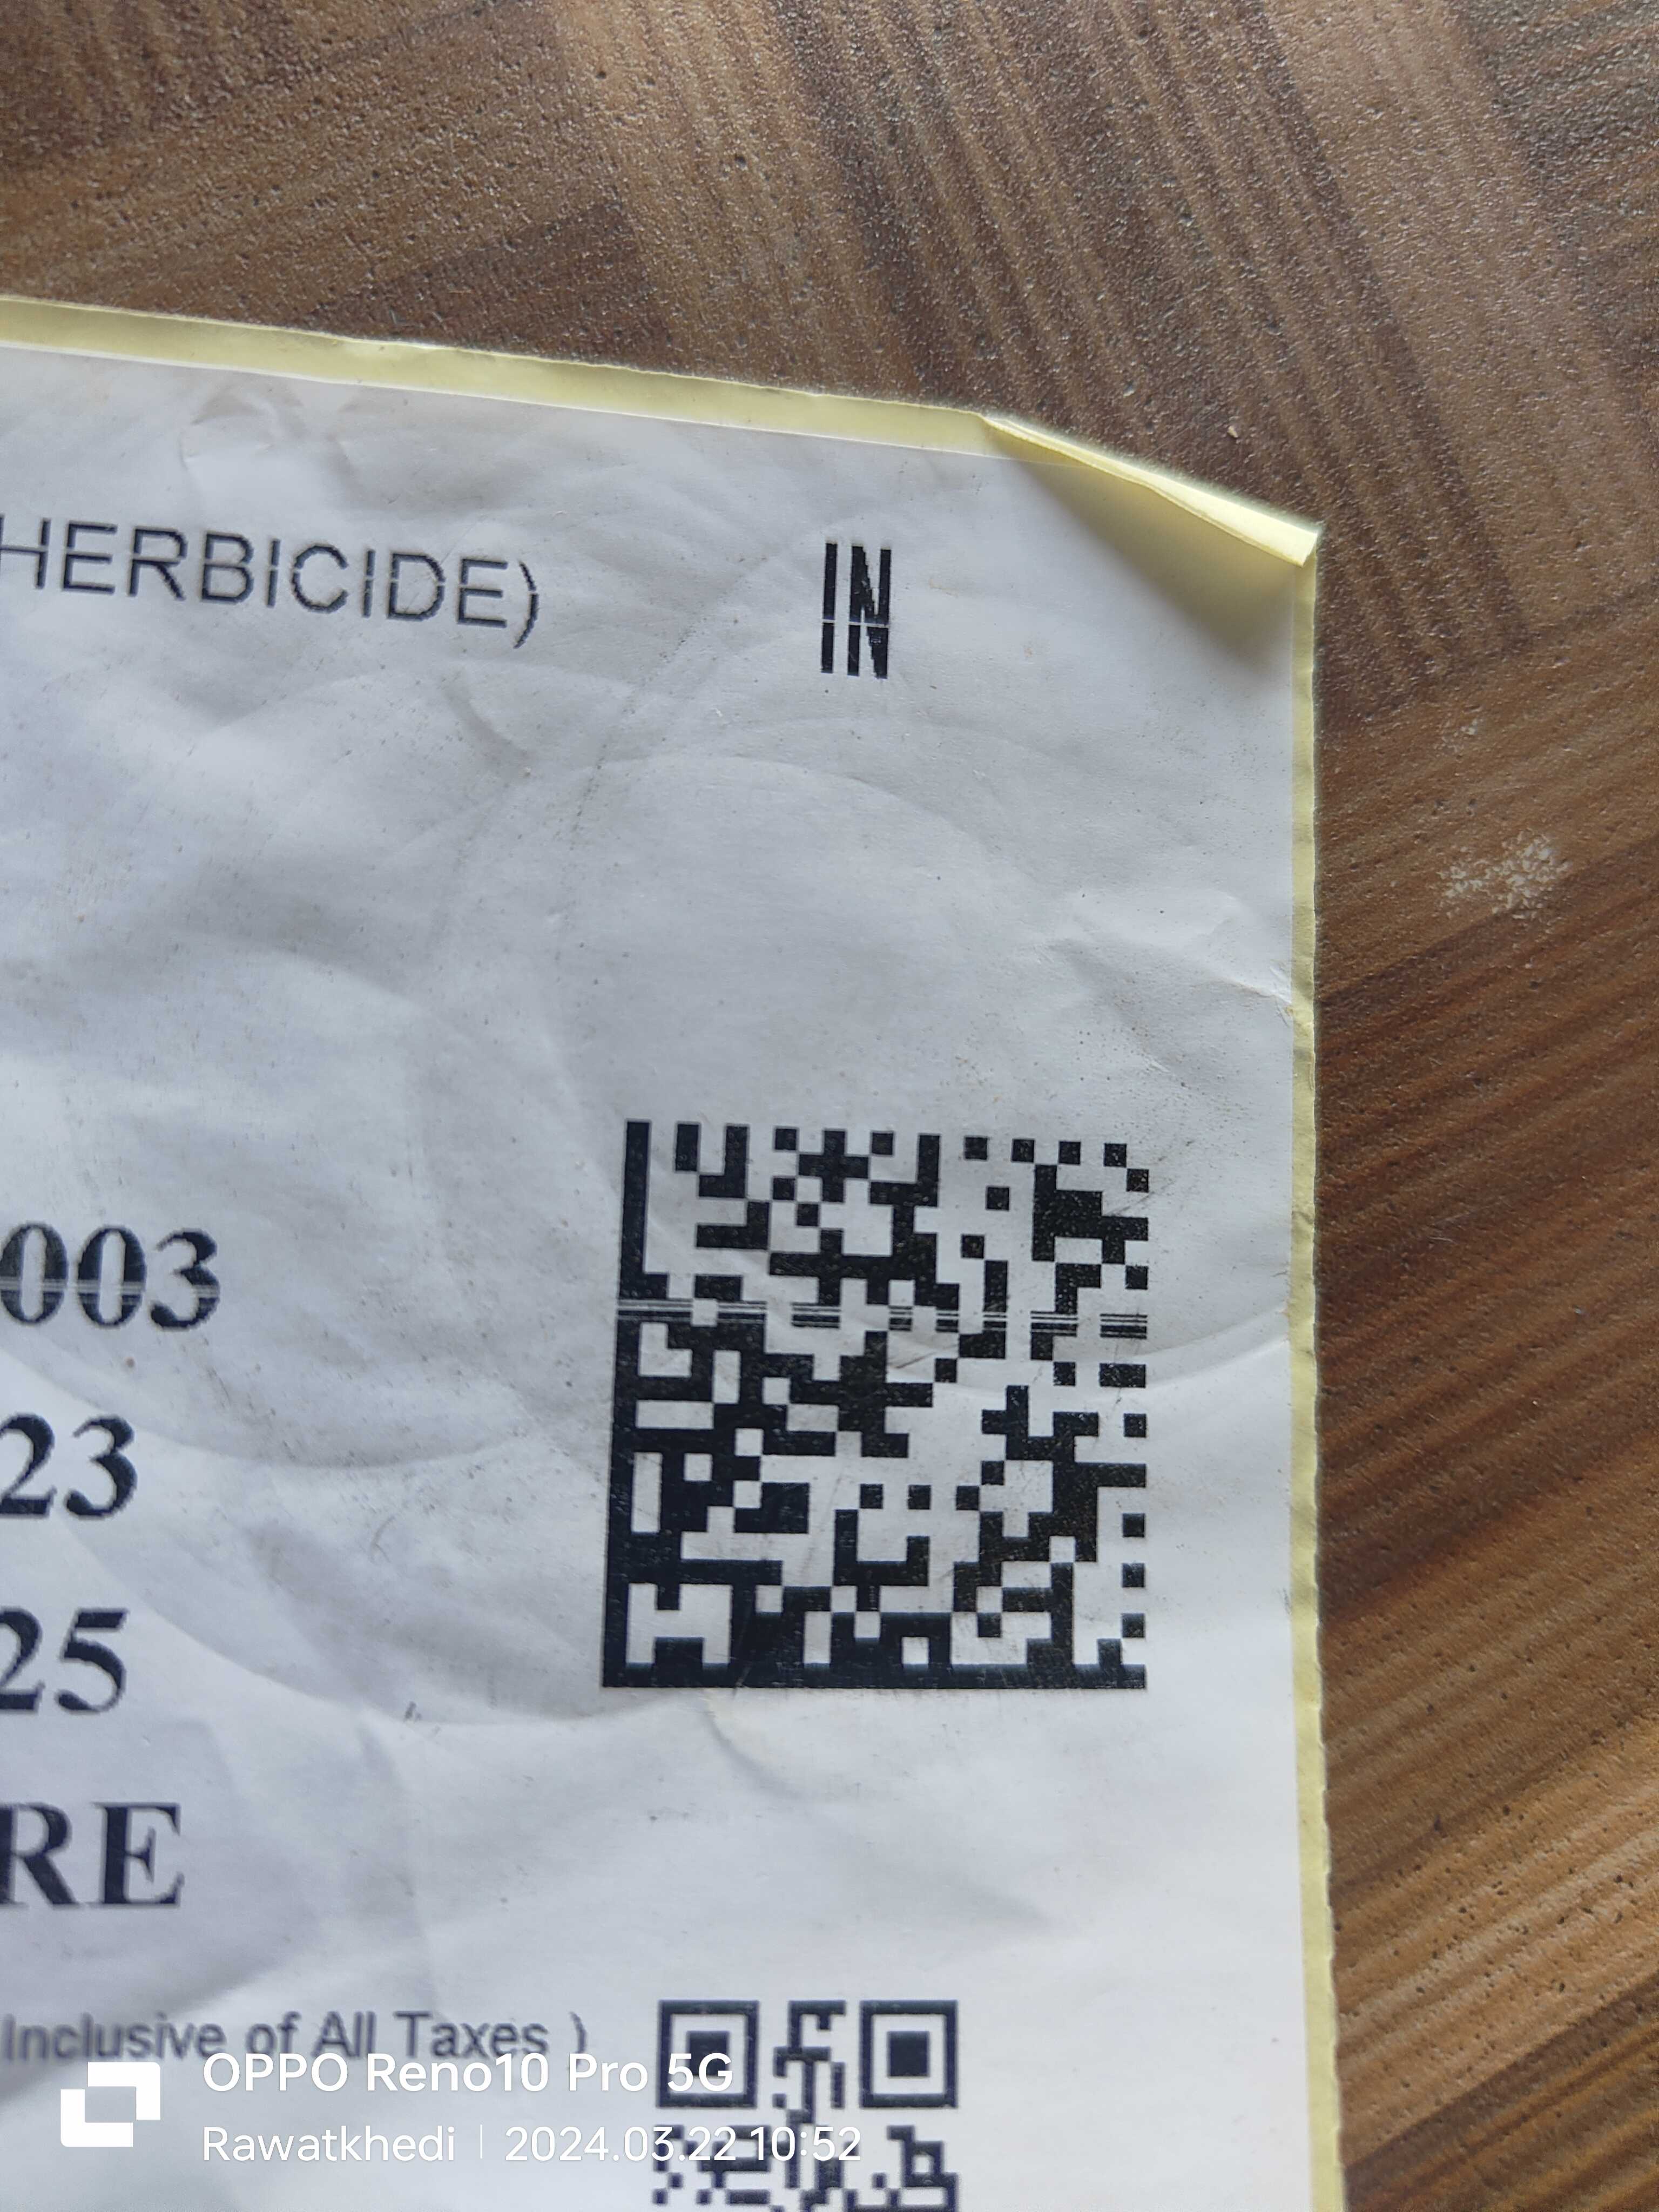 HERBICIDE)
IN
003
23
25
RE
Inclusive of All Taxes )
OPPO Reno10 Pro 5G
Rawatkhedi | 2024.03.22 10:52